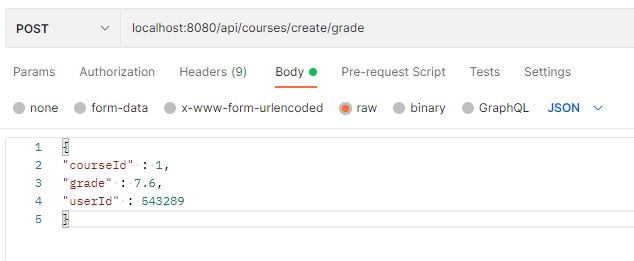 POST localhost:8080/api/courses/create/grade
Params Authorization Headers (9) Body Pre-request Script Tests Settings
none form-data x-www-form-urlencoded raw binary GraphQL JSON
1 {
2 "courseId" : 1,
3 "grade" : 7.6,
4 "userId" : 543289
5 }